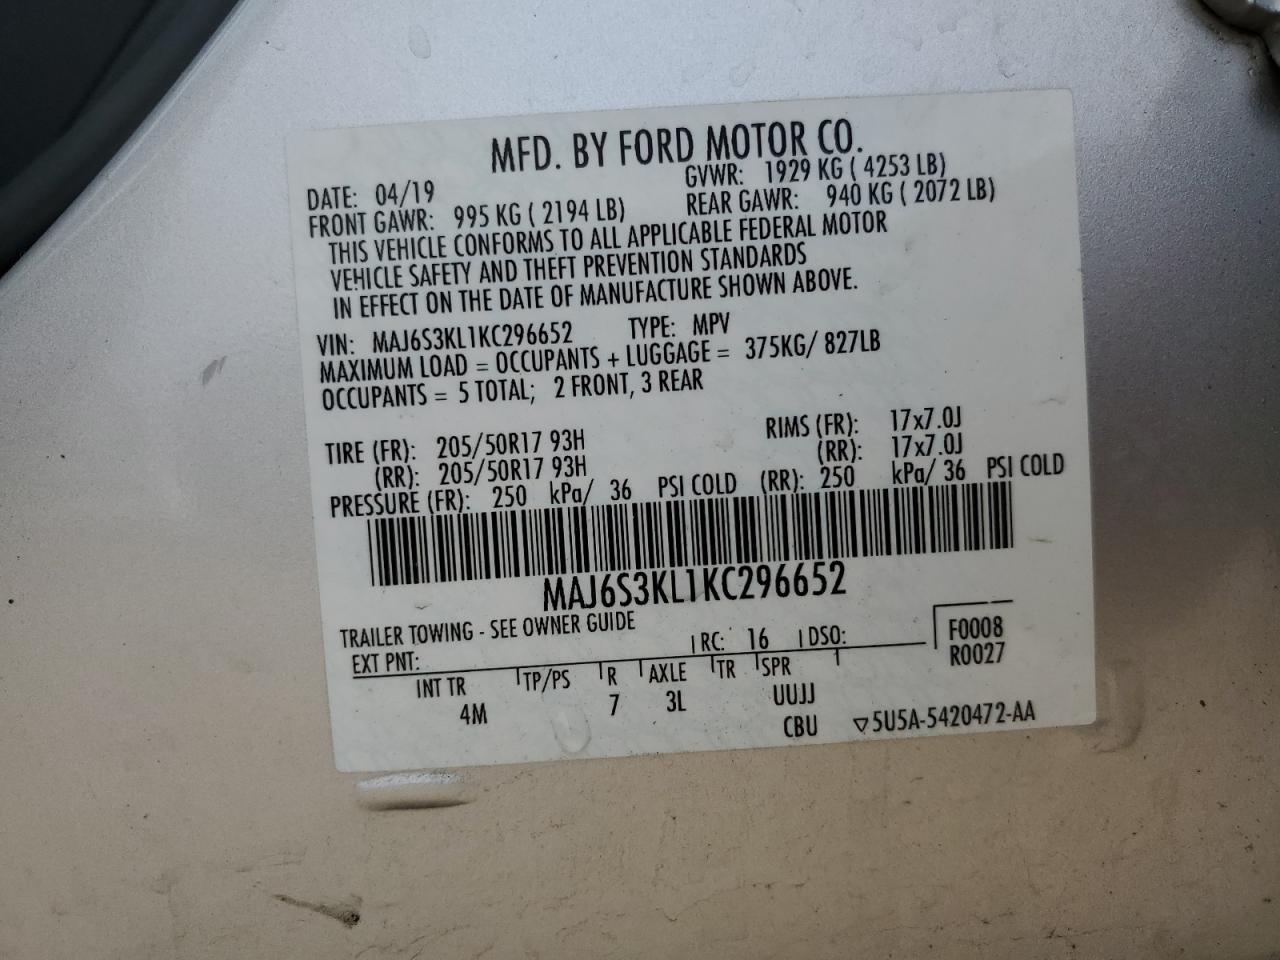 MFD. BY FORD MOTOR CO.
DATE: 04/19 GVWR: 1929 KG ( 4253 LB)
FRONT GAWR: 995 KG ( 2194 LB) REAR GAWR: 940 KG ( 2072 LB)
THIS VEHICLE CONFORMS TO ALL APPLICABLE FEDERAL MOTOR
VEHICLE SAFETY AND THEFT PREVENTION STANDARDS
IN EFFECT ON THE DATE OF MANUFACTURE SHOWN ABOVE.
VIN: MAJ6S3KL1KC296652 TYPE: MPV
MAXIMUM LOAD = OCCUPANTS + LUGGAGE = 375KG/ 827LB
OCCUPANTS = 5 TOTAL; 2 FRONT, 3 REAR
TIRE (FR): 205/50R17 93H RIMS (FR): 17x7.0J
(RR): 205/50R17 93H (RR): 17x7.0J
PRESSURE (FR): 250 kPa/ 36 PSI COLD (RR): 250 kPa/ 36 PSI COLD
MAJ6S3KL1KC296652
TRAILER TOWING - SEE OWNER GUIDE
EXT PNT: RC: 16 DSO: F0008
R0027
INT TR TP/PS R AXLE TR SPR
4M 7 3L UUJJ
CBU ▽5U5A-5420472-AA